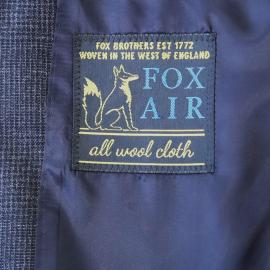 FOX BROTHERS EST 1772
WOVEN IN THE WEST OF ENGLAND
FOX
AIR
all wool cloth